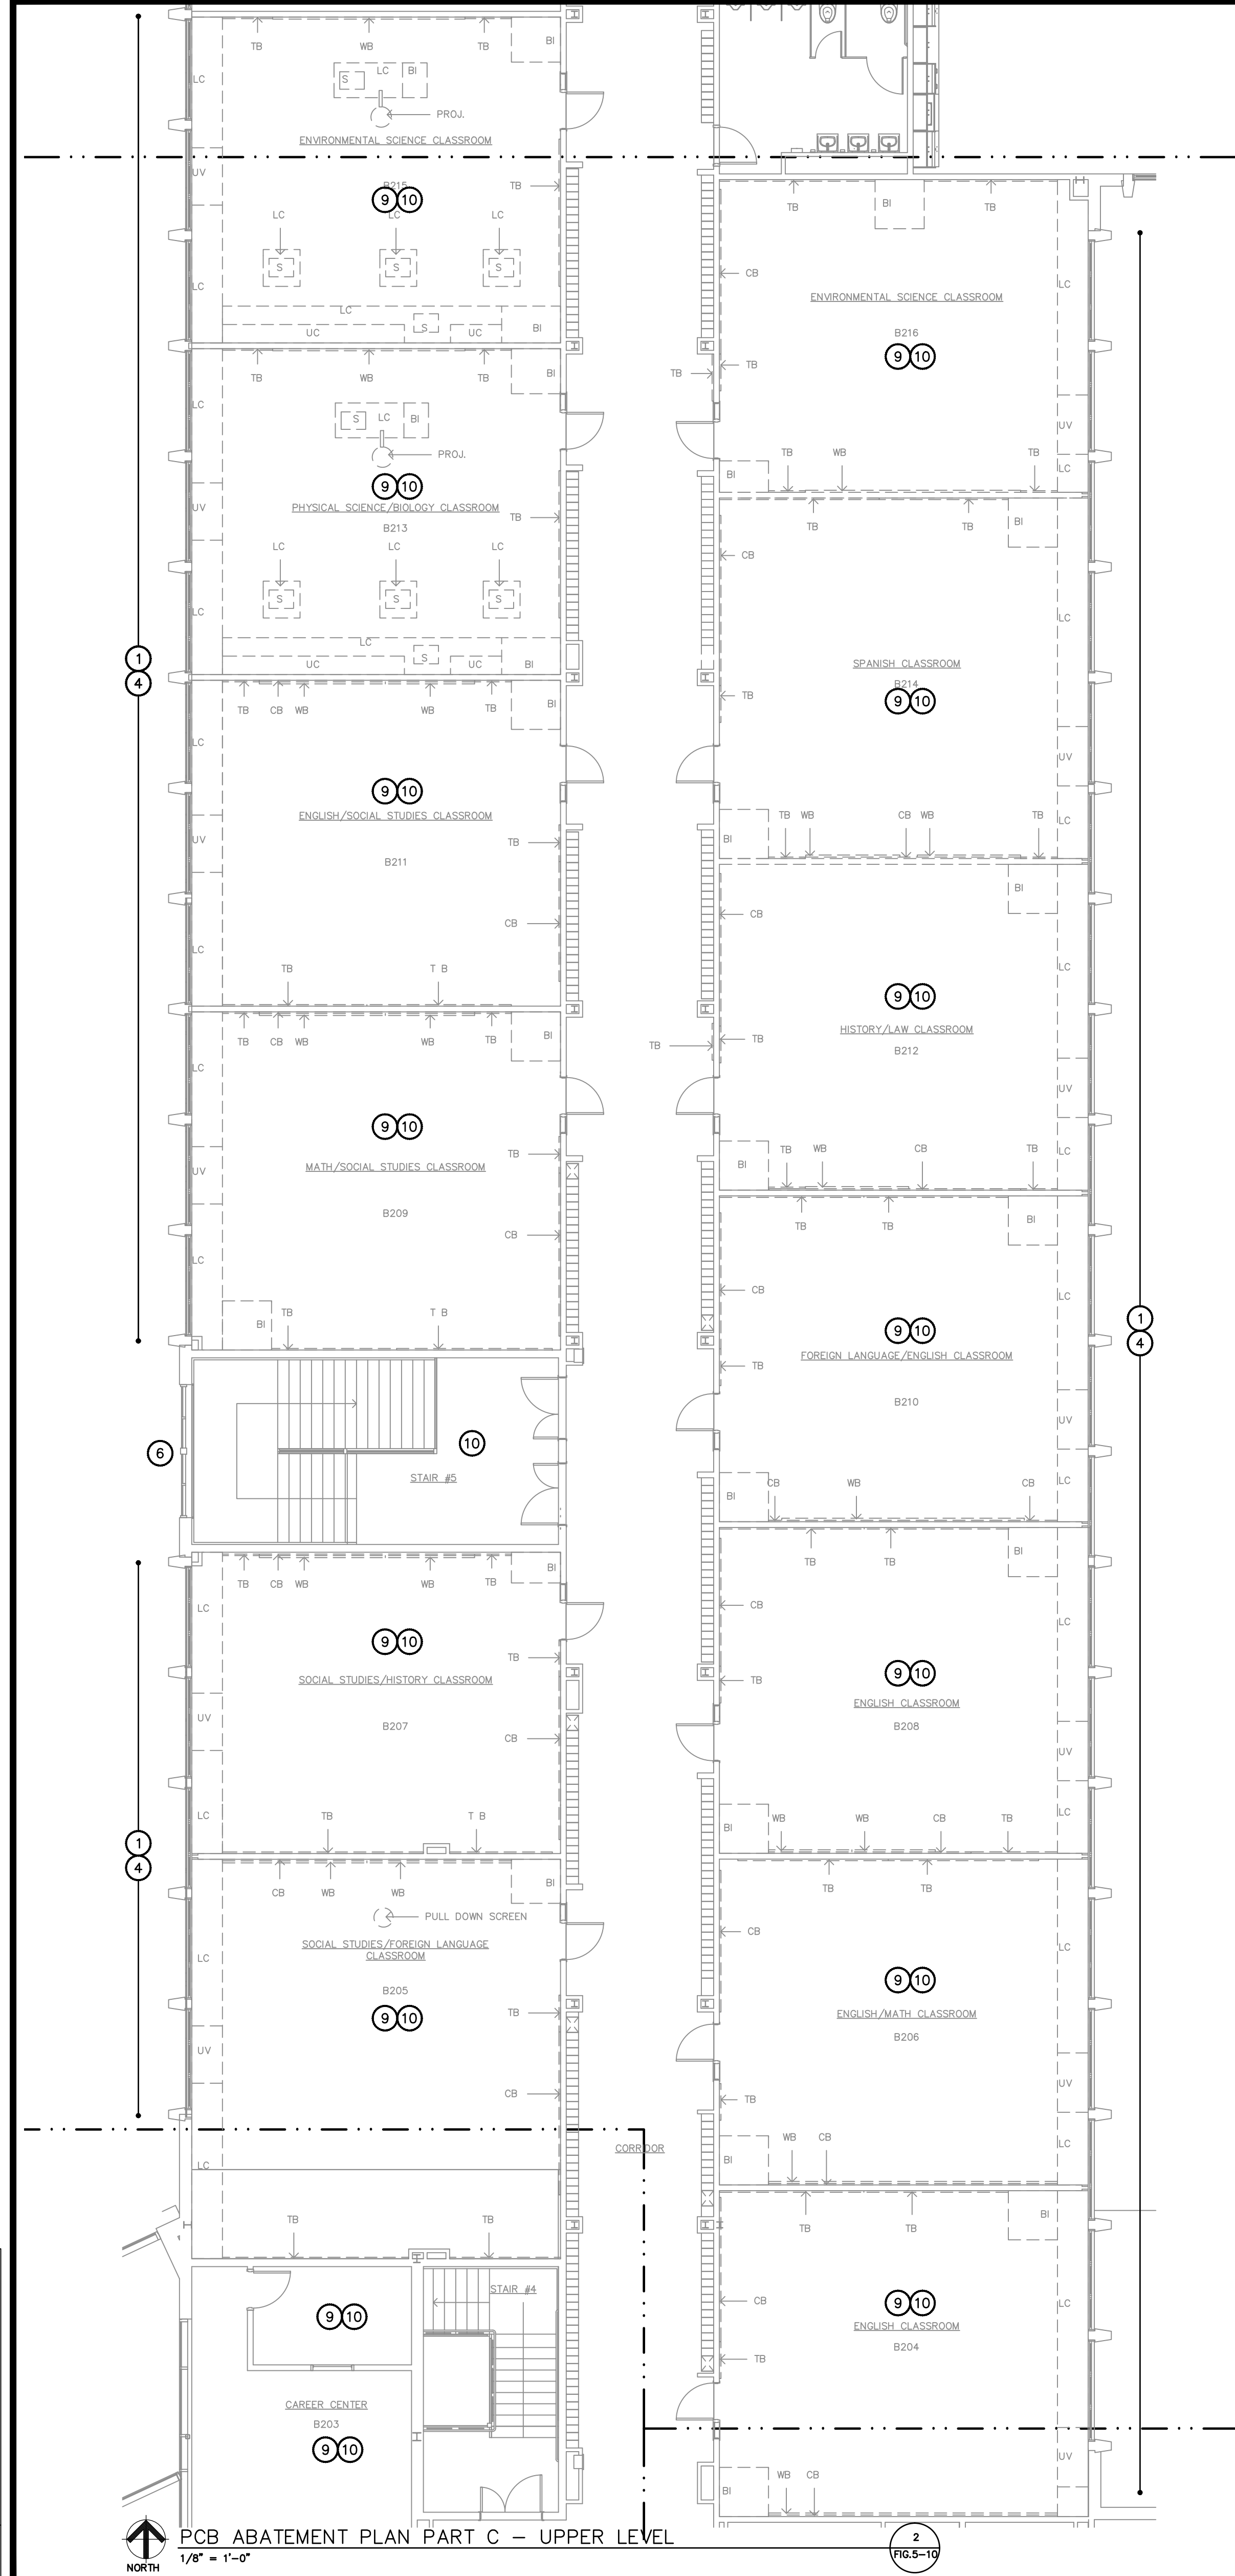 TB
WB
TB
BI
LC
LC
BI
S
PROJ.
ENVIRONMENTAL SCIENCE CLASSROOM
UV
B215
9 10
TB
LC
LC
LC
S
S
S
LC
LC
UC
S
UC
BI
TB
WB
TB
BI
LC
S
LC
BI
PROJ.
9 10
PHYSICAL SCIENCE/BIOLOGY CLASSROOM
UV
B213
TB
LC
LC
LC
S
S
S
LC
LC
UC
S
UC
BI
1
4
TB
CB
WB
WB
TB
BI
LC
9 10
ENGLISH/SOCIAL STUDIES CLASSROOM
UV
TB
B211
CB
LC
TB
T B
TB
CB
WB
WB
TB
BI
LC
9 10
TB
MATH/SOCIAL STUDIES CLASSROOM
UV
B209
CB
LC
BI
TB
T B
6
10
STAIR #5
TB
CB
WB
WB
TB
BI
LC
9 10
TB
SOCIAL STUDIES/HISTORY CLASSROOM
UV
B207
CB
LC
TB
T B
1
4
CB
WB
WB
BI
PULL DOWN SCREEN
SOCIAL STUDIES/FOREIGN LANGUAGE
CLASSROOM
LC
B205
9 10
TB
UV
CB
LC
TB
TB
CORRIDOR
STAIR #4
9 10
CAREER CENTER
B203
9 10
TB
BI
TB
CB
LC
ENVIRONMENTAL SCIENCE CLASSROOM
B216
9 10
TB
TB
UV
TB
WB
TB
BI
LC
TB
TB
BI
CB
LC
SPANISH CLASSROOM
B214
9 10
TB
UV
TB
WB
CB
WB
TB
BI
LC
BI
CB
LC
9 10
HISTORY/LAW CLASSROOM
TB
TB
B212
UV
TB
WB
CB
TB
BI
LC
TB
TB
BI
CB
LC
9 10
FOREIGN LANGUAGE/ENGLISH CLASSROOM
TB
B210
UV
CB
WB
CB
BI
LC
1
4
TB
TB
BI
CB
LC
9 10
TB
ENGLISH CLASSROOM
B208
UV
WB
WB
CB
TB
BI
LC
TB
TB
CB
LC
9 10
ENGLISH/MATH CLASSROOM
B206
TB
UV
WB
CB
BI
LC
TB
TB
BI
CB
LC
9 10
ENGLISH CLASSROOM
B204
TB
UV
BI
WB
CB
NORTH
PCB ABATEMENT PLAN PART C – UPPER LEVEL
1/8" = 1'-0"
2
FIG.5-10